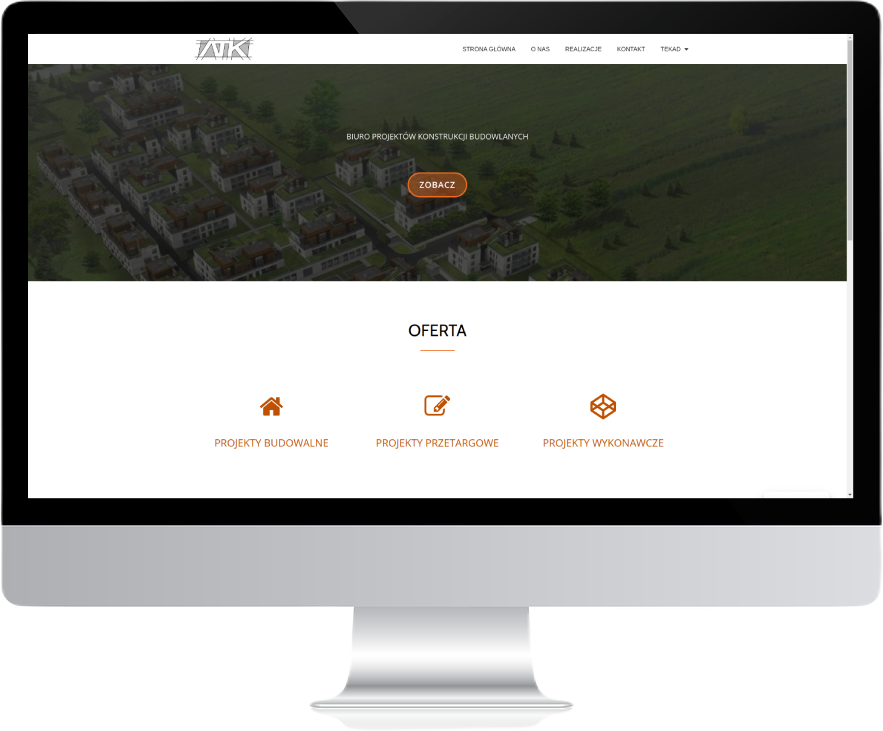 ATK
STRONA GŁÓWNA O NAS REALIZACJE KONTAKT TEKAD
BIURO PROJEKTÓW KONSTRUKCJI BUDOWLANYCH
ZOBACZ
OFERTA
PROJEKTY BUDOWALNE PROJEKTY PRZETARGOWE PROJEKTY WYKONAWCZE